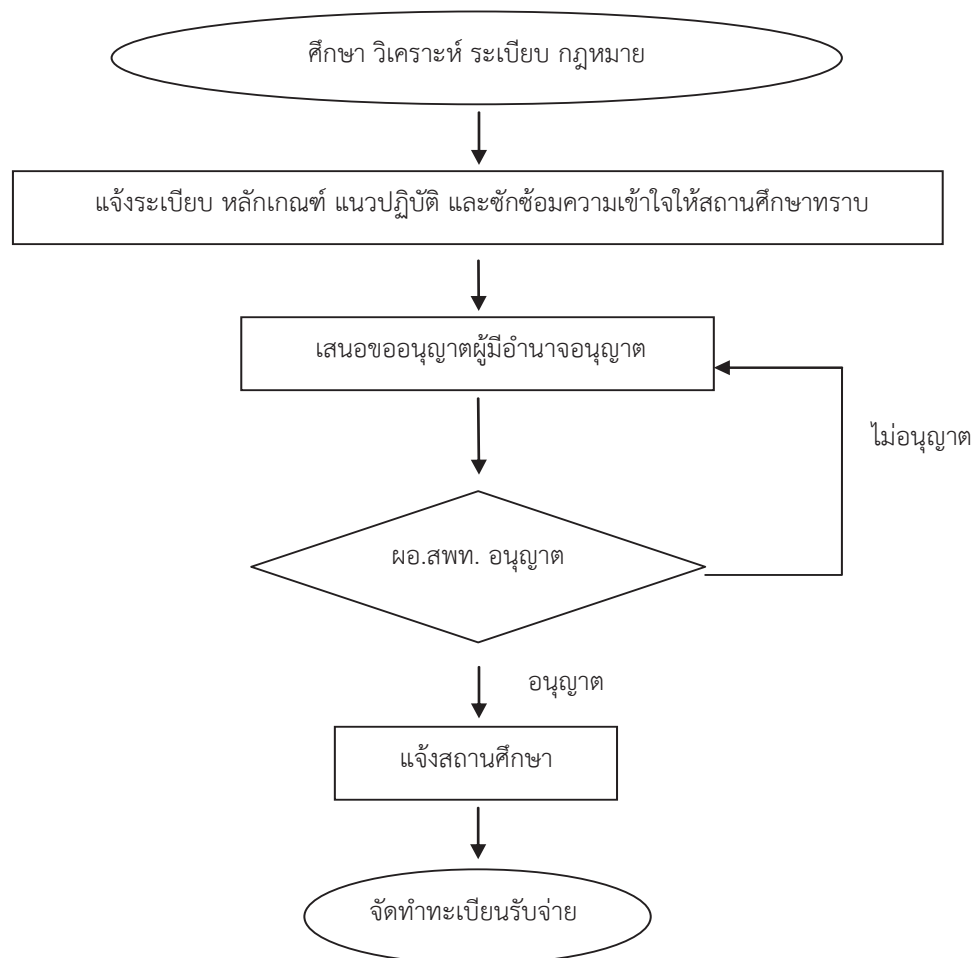 ศึกษา วิเคราะห์ ระเบียบ กฎหมาย
แจ้งระเบียบ หลักเกณฑ์ แนวปฏิบัติ และซักซ้อมความเข้าใจให้สถานศึกษาทราบ
เสนอขออนุญาตผู้มีอำนาจอนุญาต
ไม่อนุญาต
ผอ.สพท. อนุญาต
อนุญาต
แจ้งสถานศึกษา
จัดทำทะเบียนรับจ่าย